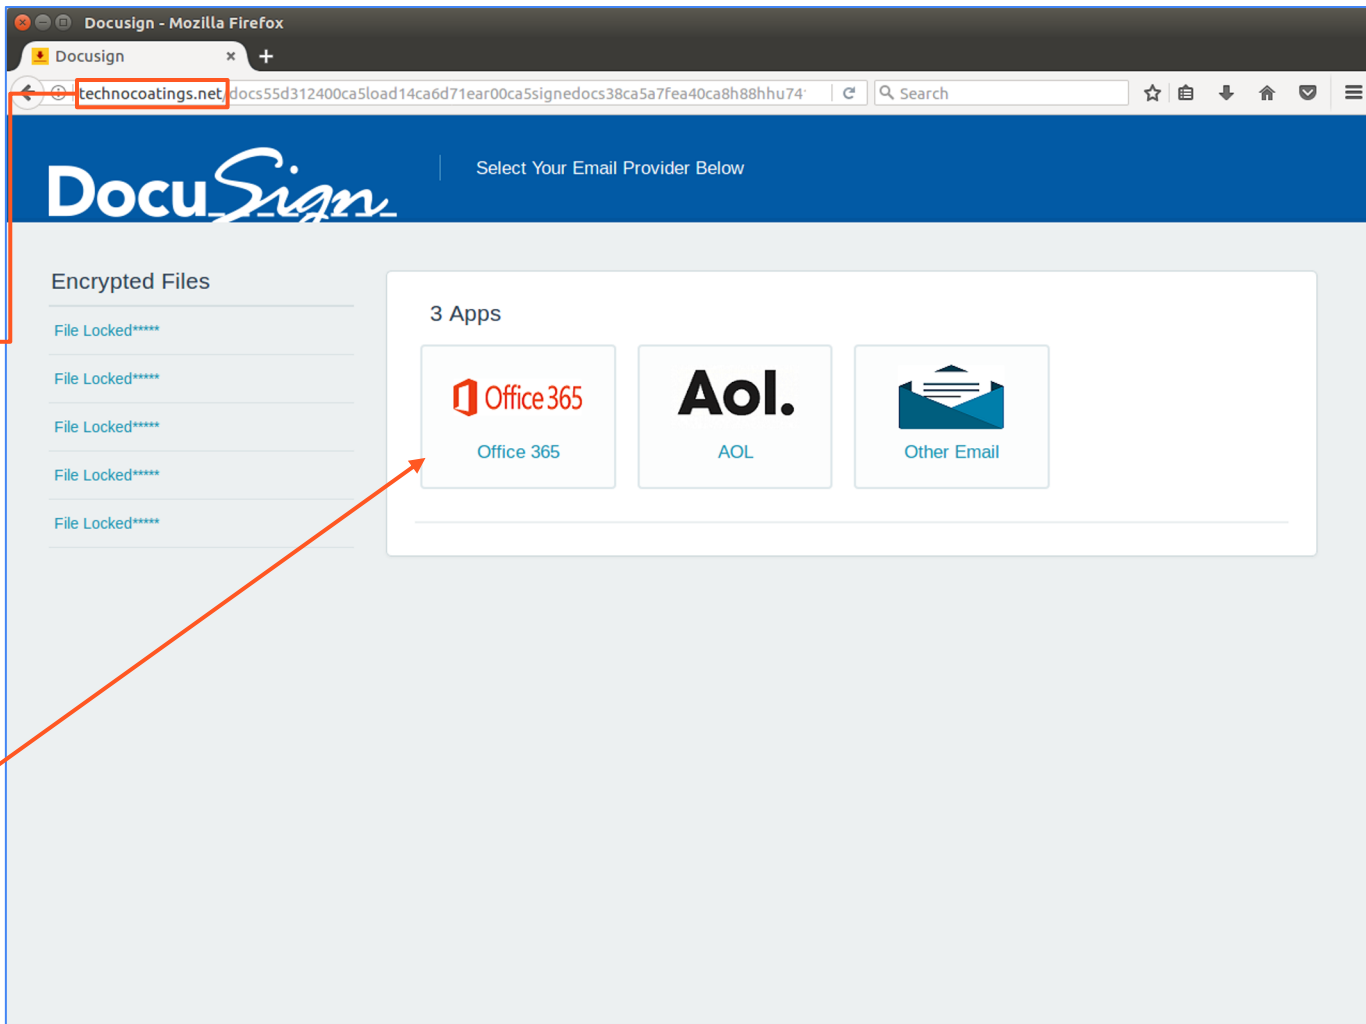 Docusign - Mozilla Firefox
Docusign
technocoatings.net/docs55d312400ca5load14ca6d71ear00ca5signedocs38ca5a7fea40ca8h88hhu74
Search
DocuSign
Select Your Email Provider Below
Encrypted Files
File Locked*****
File Locked*****
File Locked*****
File Locked*****
File Locked*****
3 Apps
Office 365
Aol.
Office 365
AOL
Other Email